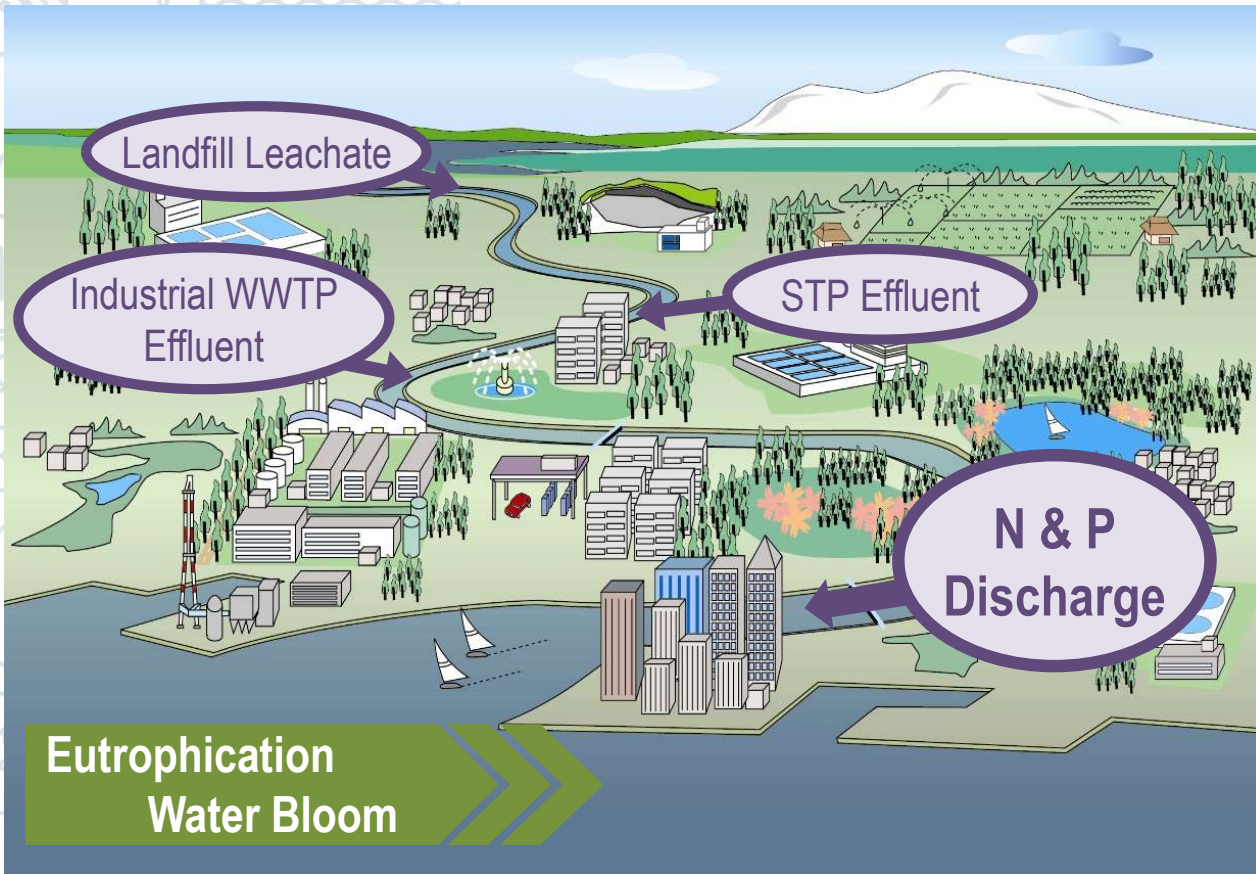 Landfill Leachate
Industrial WWTP
Effluent
STP Effluent
N & P
Discharge
Eutrophication
Water Bloom